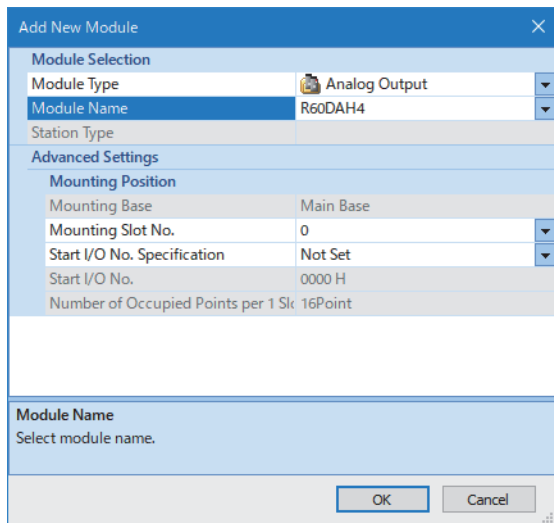 Add New Module
Module Selection
Module Type Analog Output
Module Name R60DAH4
Station Type
Advanced Settings
Mounting Position
Mounting Base Main Base
Mounting Slot No. 0
Start I/O No. Specification Not Set
Start I/O No. 0000 H
Number of Occupied Points per 1 Slc 16Point
Module Name
Select module name.
OK Cancel